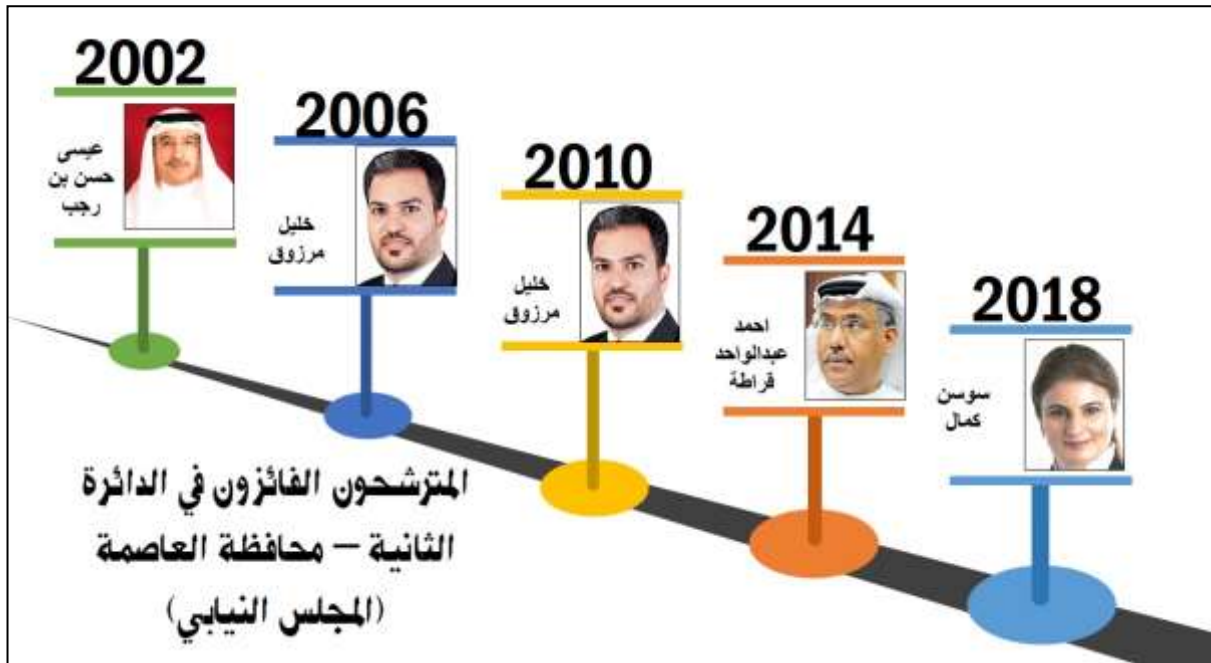 2002
عيسى
حسن بن
رجب
2006
خليل
مرزوق
2010
خليل
مرزوق
2014
احمد
عبدالواحد
قراطة
2018
سوسن
كمال
المترشحون الفائزون في الدائرة
الثانية – محافظة العاصمة
(المجلس النيابي)